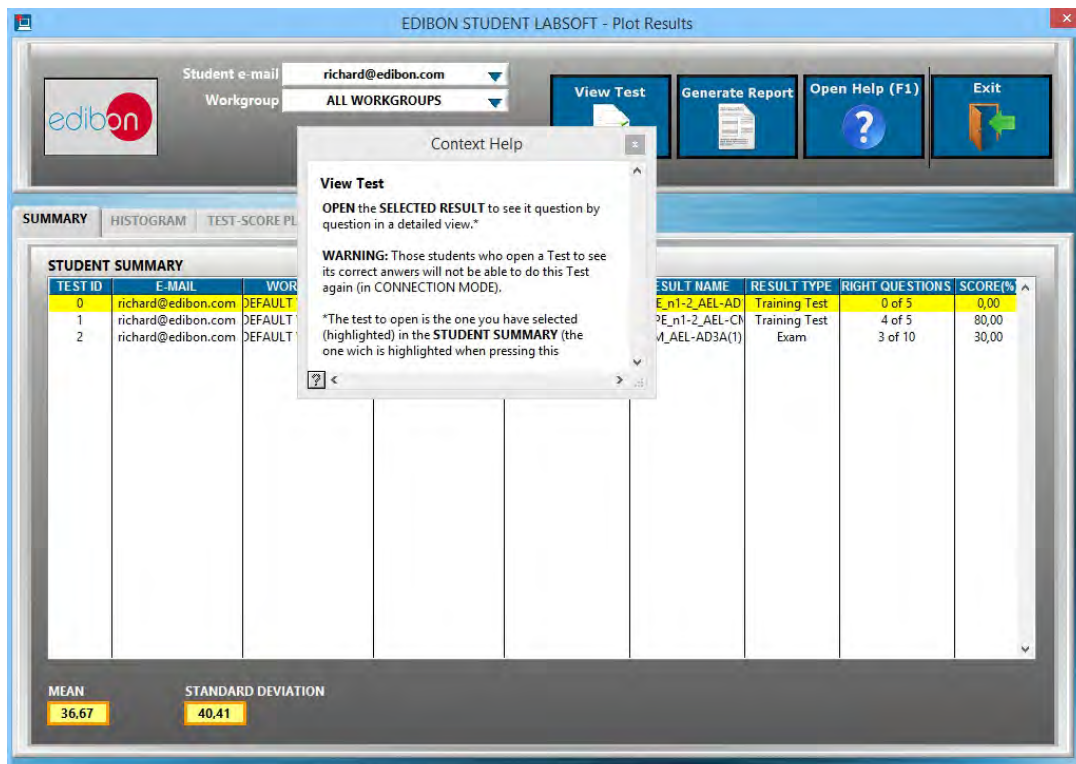 EDIBON STUDENT LABSOFT - Plot Results
Student e-mail richard@edibon.com
Workgroup ALL WORKGROUPS
edibon
View Test
Generate Report
Open Help (F1)
Exit
Context Help
View Test
OPEN the SELECTED RESULT to see it question by
question in a detailed view.*
WARNING: Those students who open a Test to see
its correct anwers will not be able to do this Test
again (in CONNECTION MODE).
*The test to open is the one you have selected
(highlighted) in the STUDENT SUMMARY (the
one wich is highlighted when pressing this
SUMMARY HISTOGRAM TEST-SCORE PL
STUDENT SUMMARY
TEST ID E-MAIL WOR ESULT NAME RESULT TYPE RIGHT QUESTIONS SCORE(%)
0 richard@edibon.com DEFAULT E_n1-2_AEL-AD Training Test 0 of 5 0,00
1 richard@edibon.com DEFAULT PE_n1-2_AEL-CN Training Test 4 of 5 80,00
2 richard@edibon.com DEFAULT M_AEL-AD3A(1) Exam 3 of 10 30,00
MEAN STANDARD DEVIATION
36,67 40,41